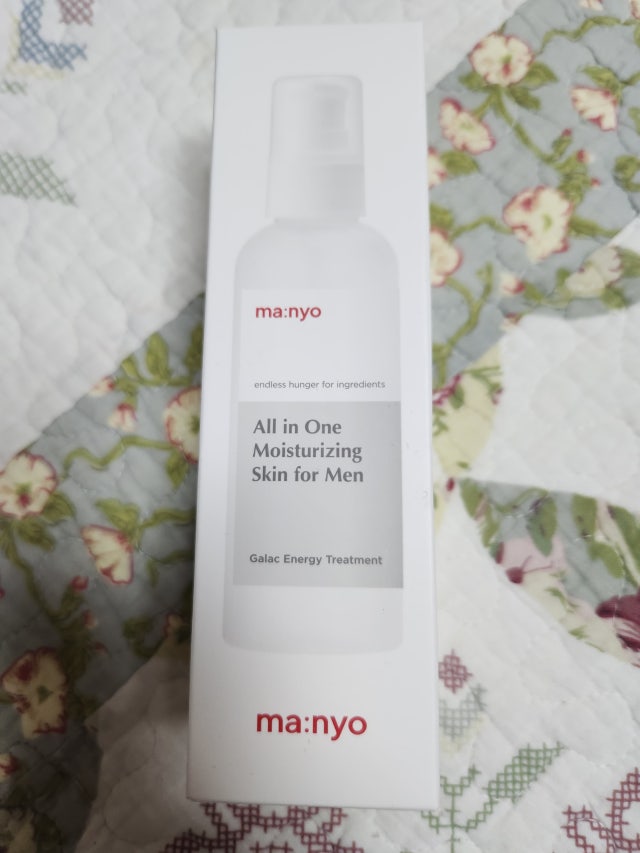 ma:nyo
endless hunger for ingredients
All in One
Moisturizing
Skin for Men
Galac Energy Treatment
ma:nyo